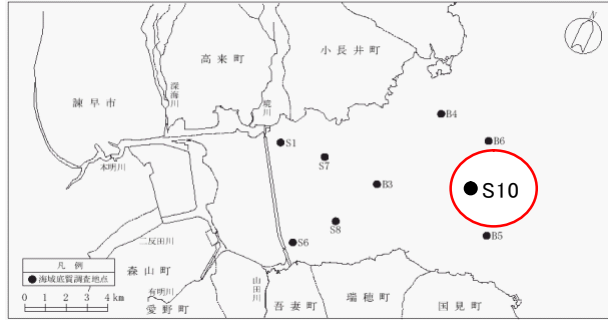 N
小長井町
高来町
深海川
諫早市
境川
B4
S1
B6
S7
本明川
B3
S10
S8
二反田川
S6
B5
凡 例
海域底質調査地点
森山町
有明川
山田川
瑞穂町
国見町
0 1 2 3 4 km
愛野町
吾妻町